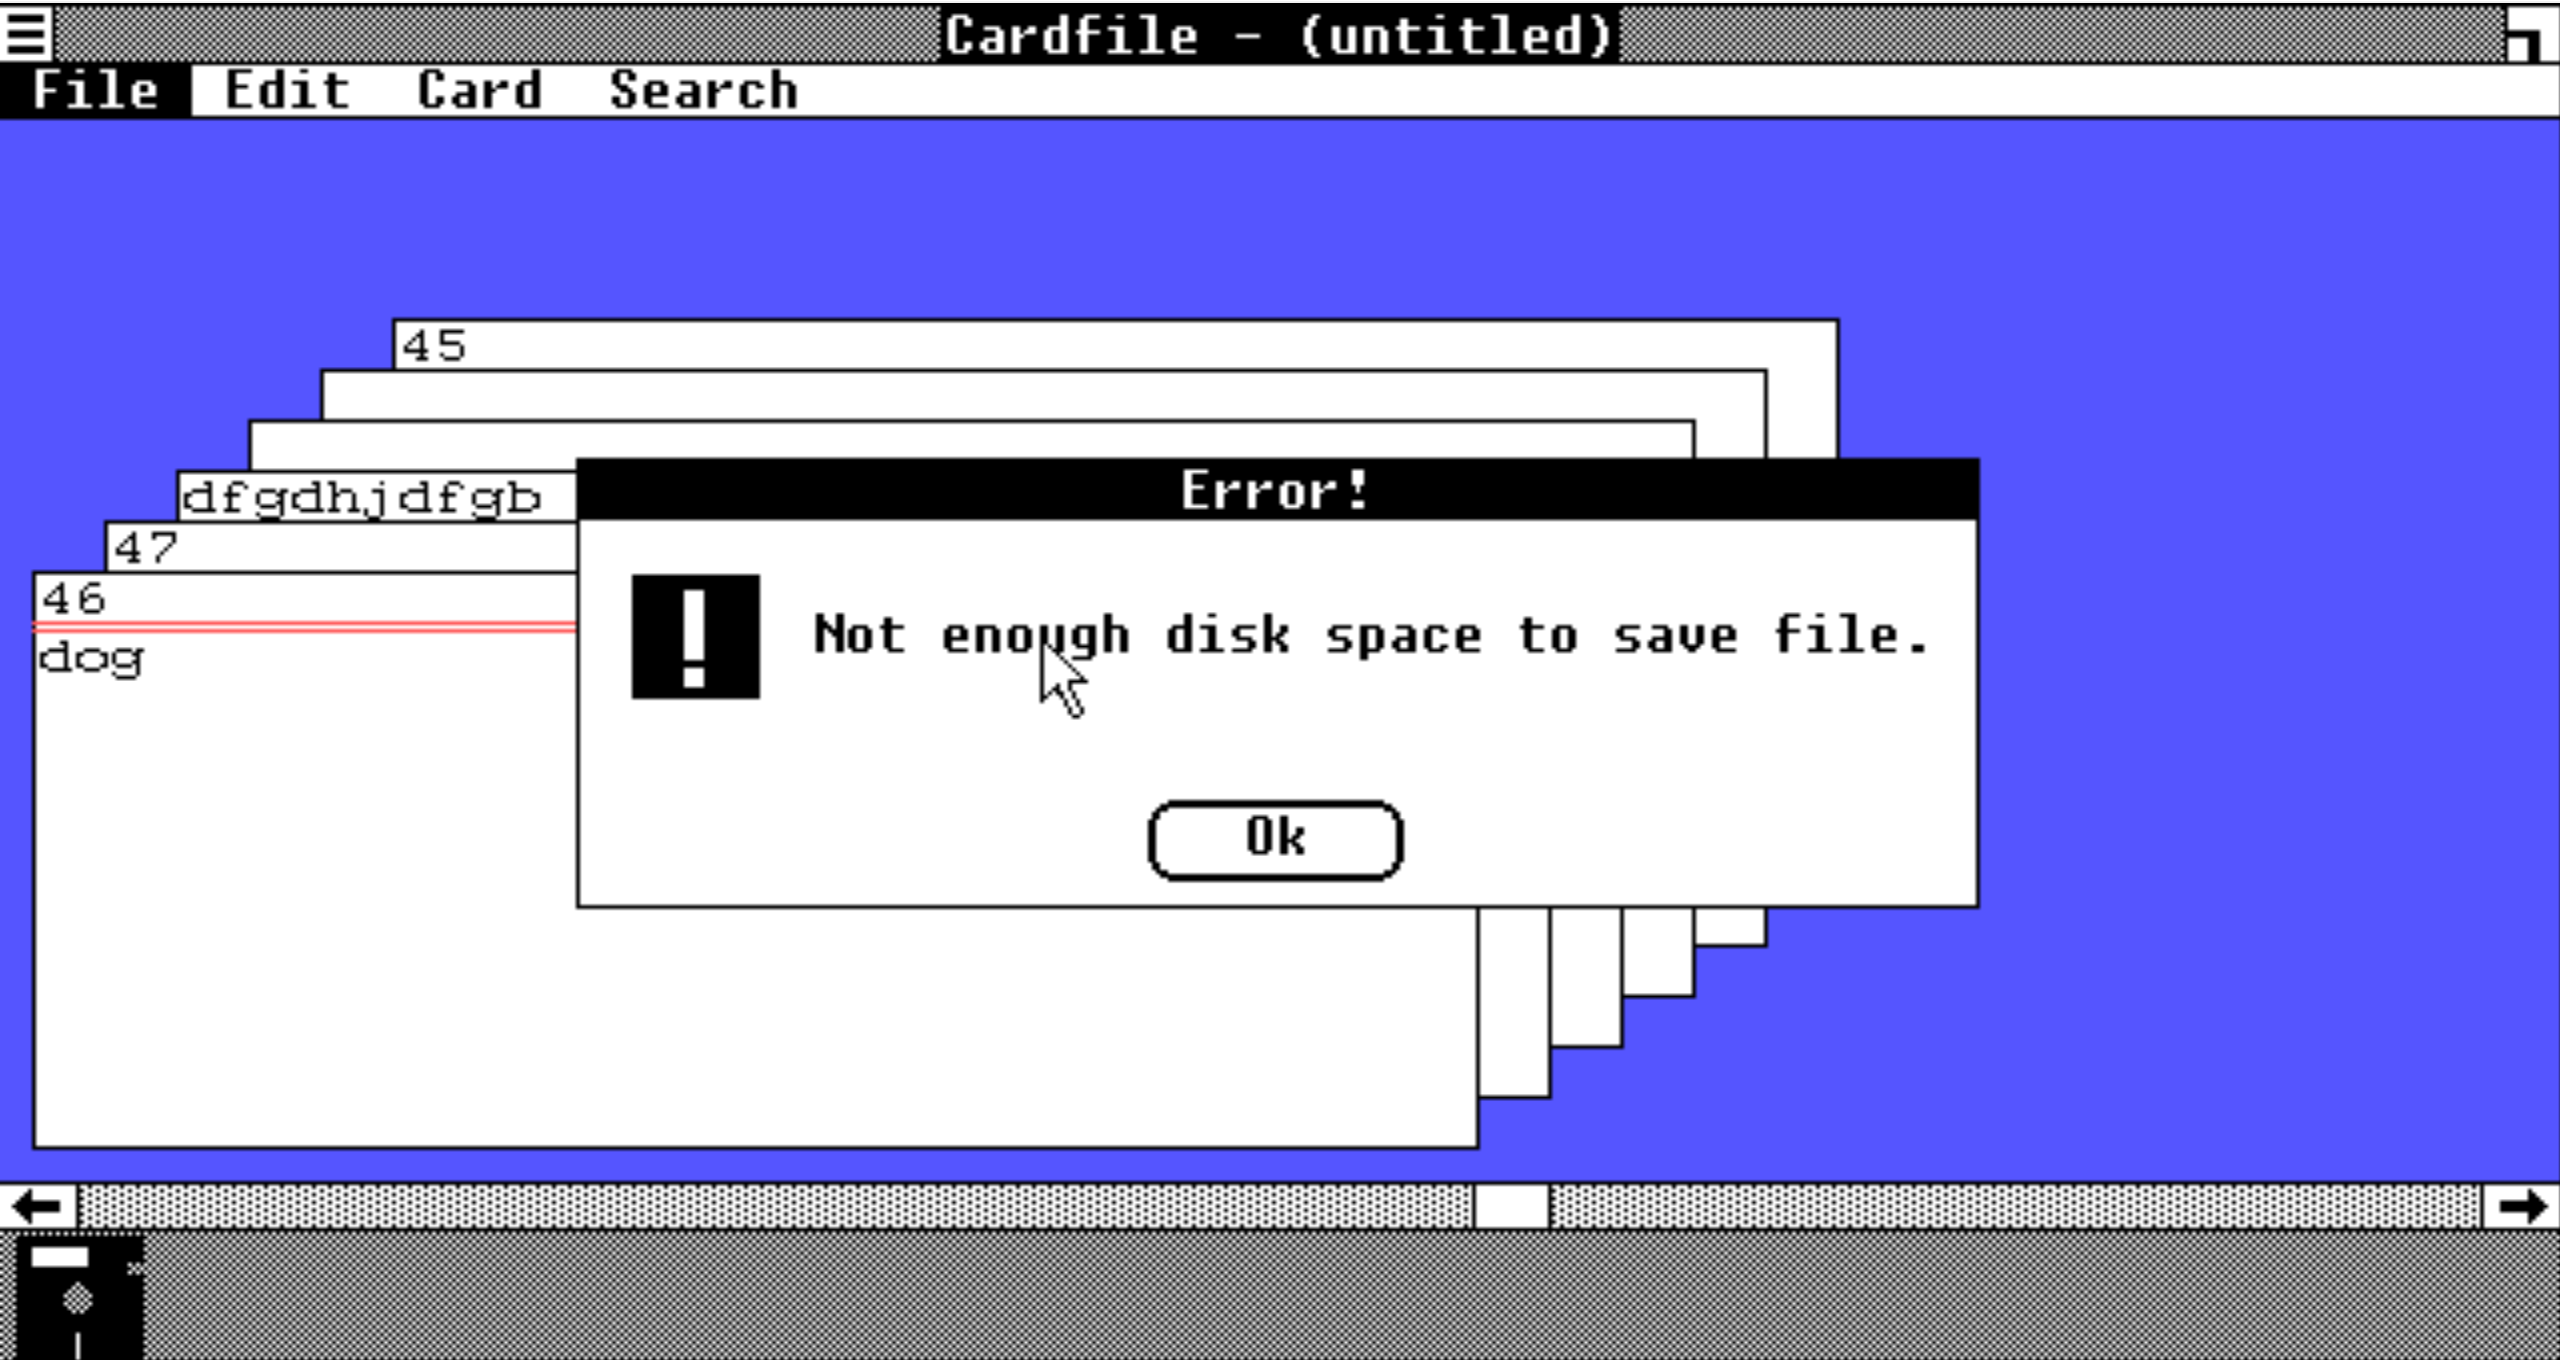 Cardfile - (untitled)
File Edit Card Search
45
dfgdhjdfgb
47
46
dog
Error!
! Not enough disk space to save file.
Ok